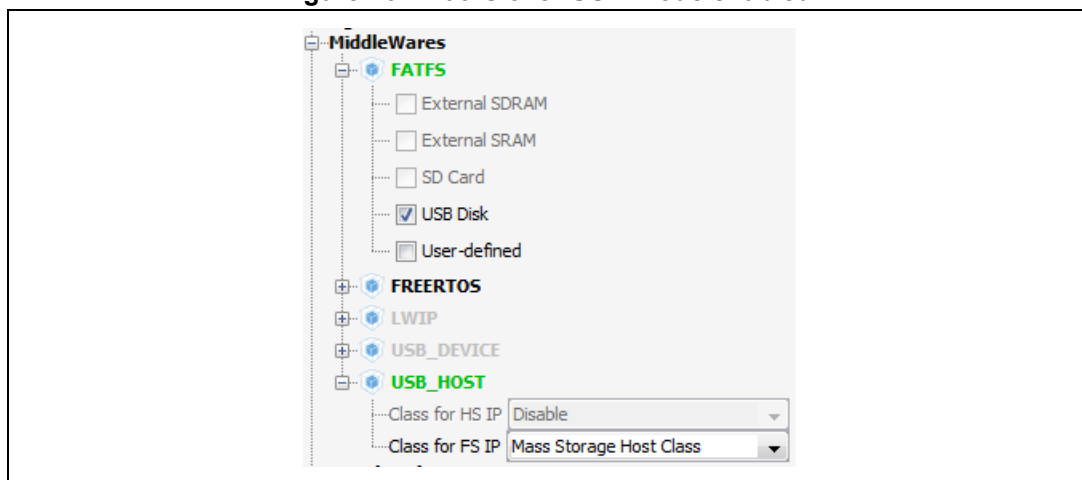 MiddleWares
FATFS
External SDRAM
External SRAM
SD Card
USB Disk
User-defined
FREERTOS
LWIP
USB_DEVICE
USB_HOST
Class for HS IP Disable
Class for FS IP Mass Storage Host Class